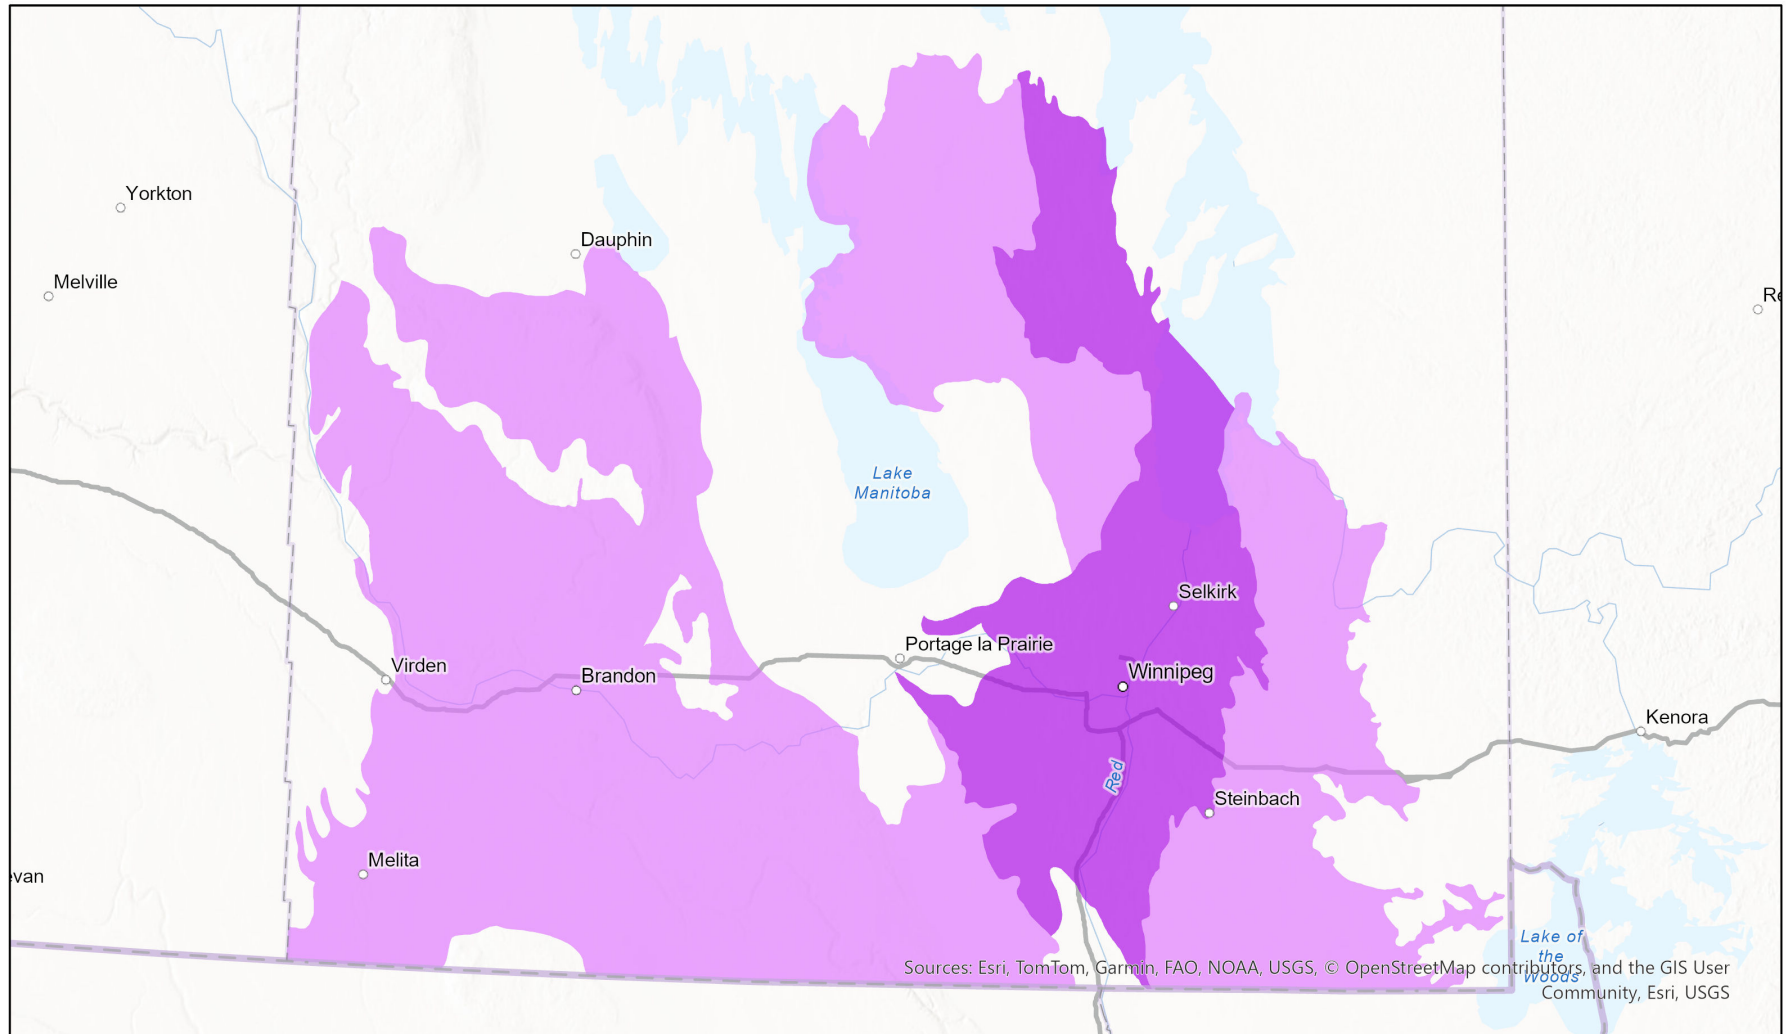 Yorkton
Dauphin
Melville
Re
Lake
Manitoba
Selkirk
Portage la Prairie
Virden
Brandon
Winnipeg
Kenora
Red
Steinbach
Melita
van
Lake of
the
Woods
Sources: Esri, TomTom, Garmin, FAO, NOAA, USGS, © OpenStreetMap contributors, and the GIS User
Community, Esri, USGS